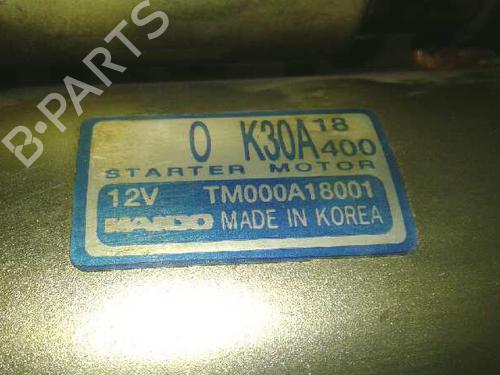 B-PARTS
0 K30A 18 400
STARTER MOTOR
12V TM000A18001
MANDO MADE IN KOREA